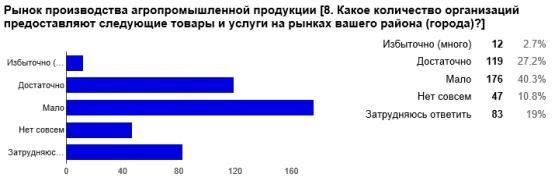 Рынок производства агропромышленной продукции [8. Какое количество организаций
предоставляют следующие товары и услуги на рынках вашего района (города)?]
Избыточно (…
Достаточно
Мало
Нет совсем
Затрудняюс…
0 40 80 120 160
Избыточно (много) 12 2.7%
Достаточно 119 27.2%
Мало 176 40.3%
Нет совсем 47 10.8%
Затрудняюсь ответить 83 19%